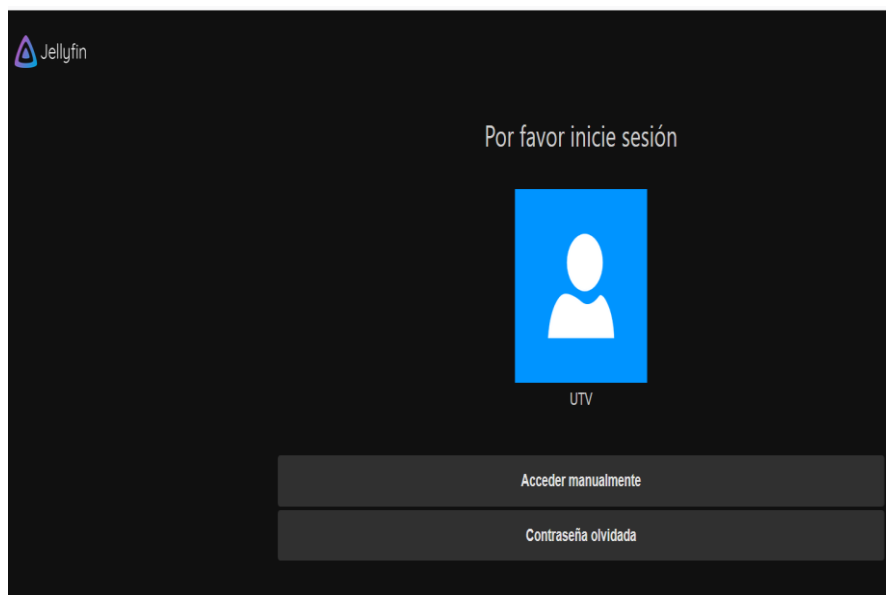 Jellyfin
Por favor inicie sesión
UTV
Acceder manualmente
Contraseña olvidada